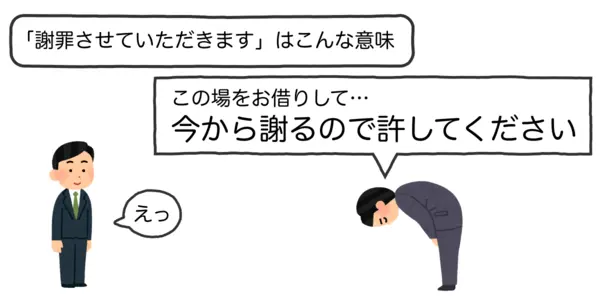 「謝罪させていただきます」はこんな意味
この場をお借りして…
今から謝るので許してください
えっ